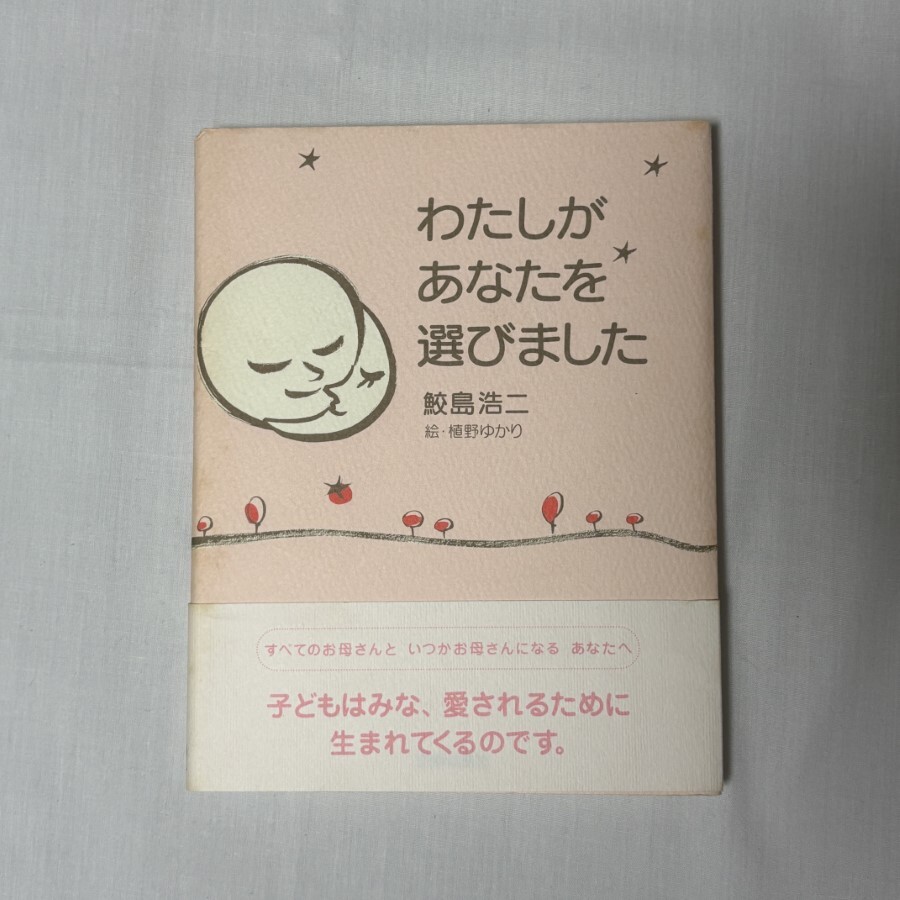 わたしが
あなたを
選びました
鮫島浩二
絵・植野ゆかり
すべてのお母さんと いつかお母さんになる あなたへ
子どもはみな、愛されるために
生まれてくるのです。